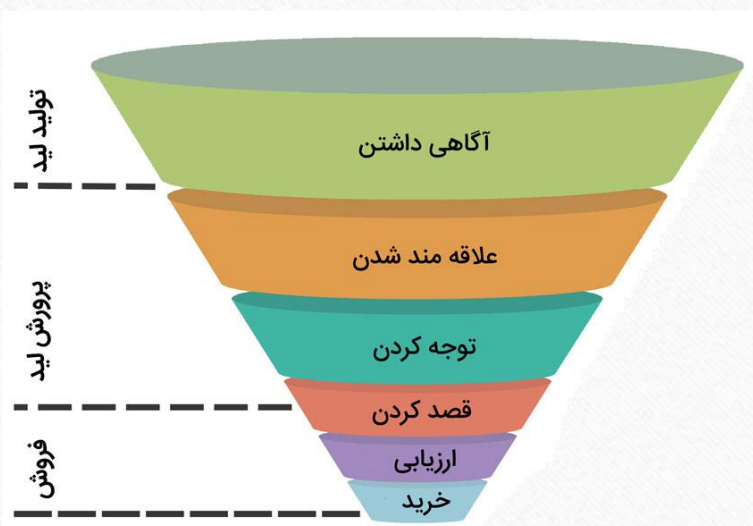 تولید لید
آگاهی داشتن
پرورش لید
علاقه مند شدن
توجه کردن
فروش
قصد کردن
ارزیابی
خرید